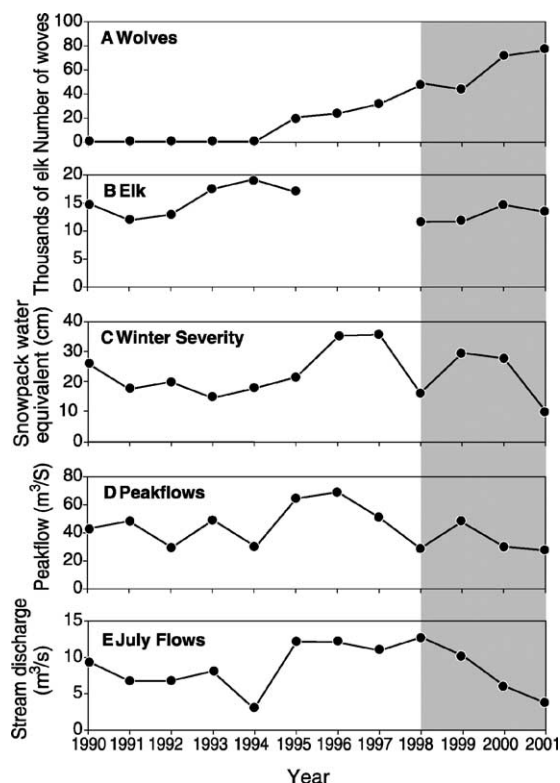 Number of woves
100
80
60
40
20
0
A Wolves
Thousands of elk
20
15
10
5
0
B Elk
Snowpack water
equivalent (cm)
40
30
20
10
0
C Winter Severity
Peakflow (m³/S)
80
60
40
20
0
D Peakflows
Stream discharge
(m³/s)
15
10
5
0
E July Flows
1990 1991 1992 1993 1994 1995 1996 1997 1998 1999 2000 2001
Year